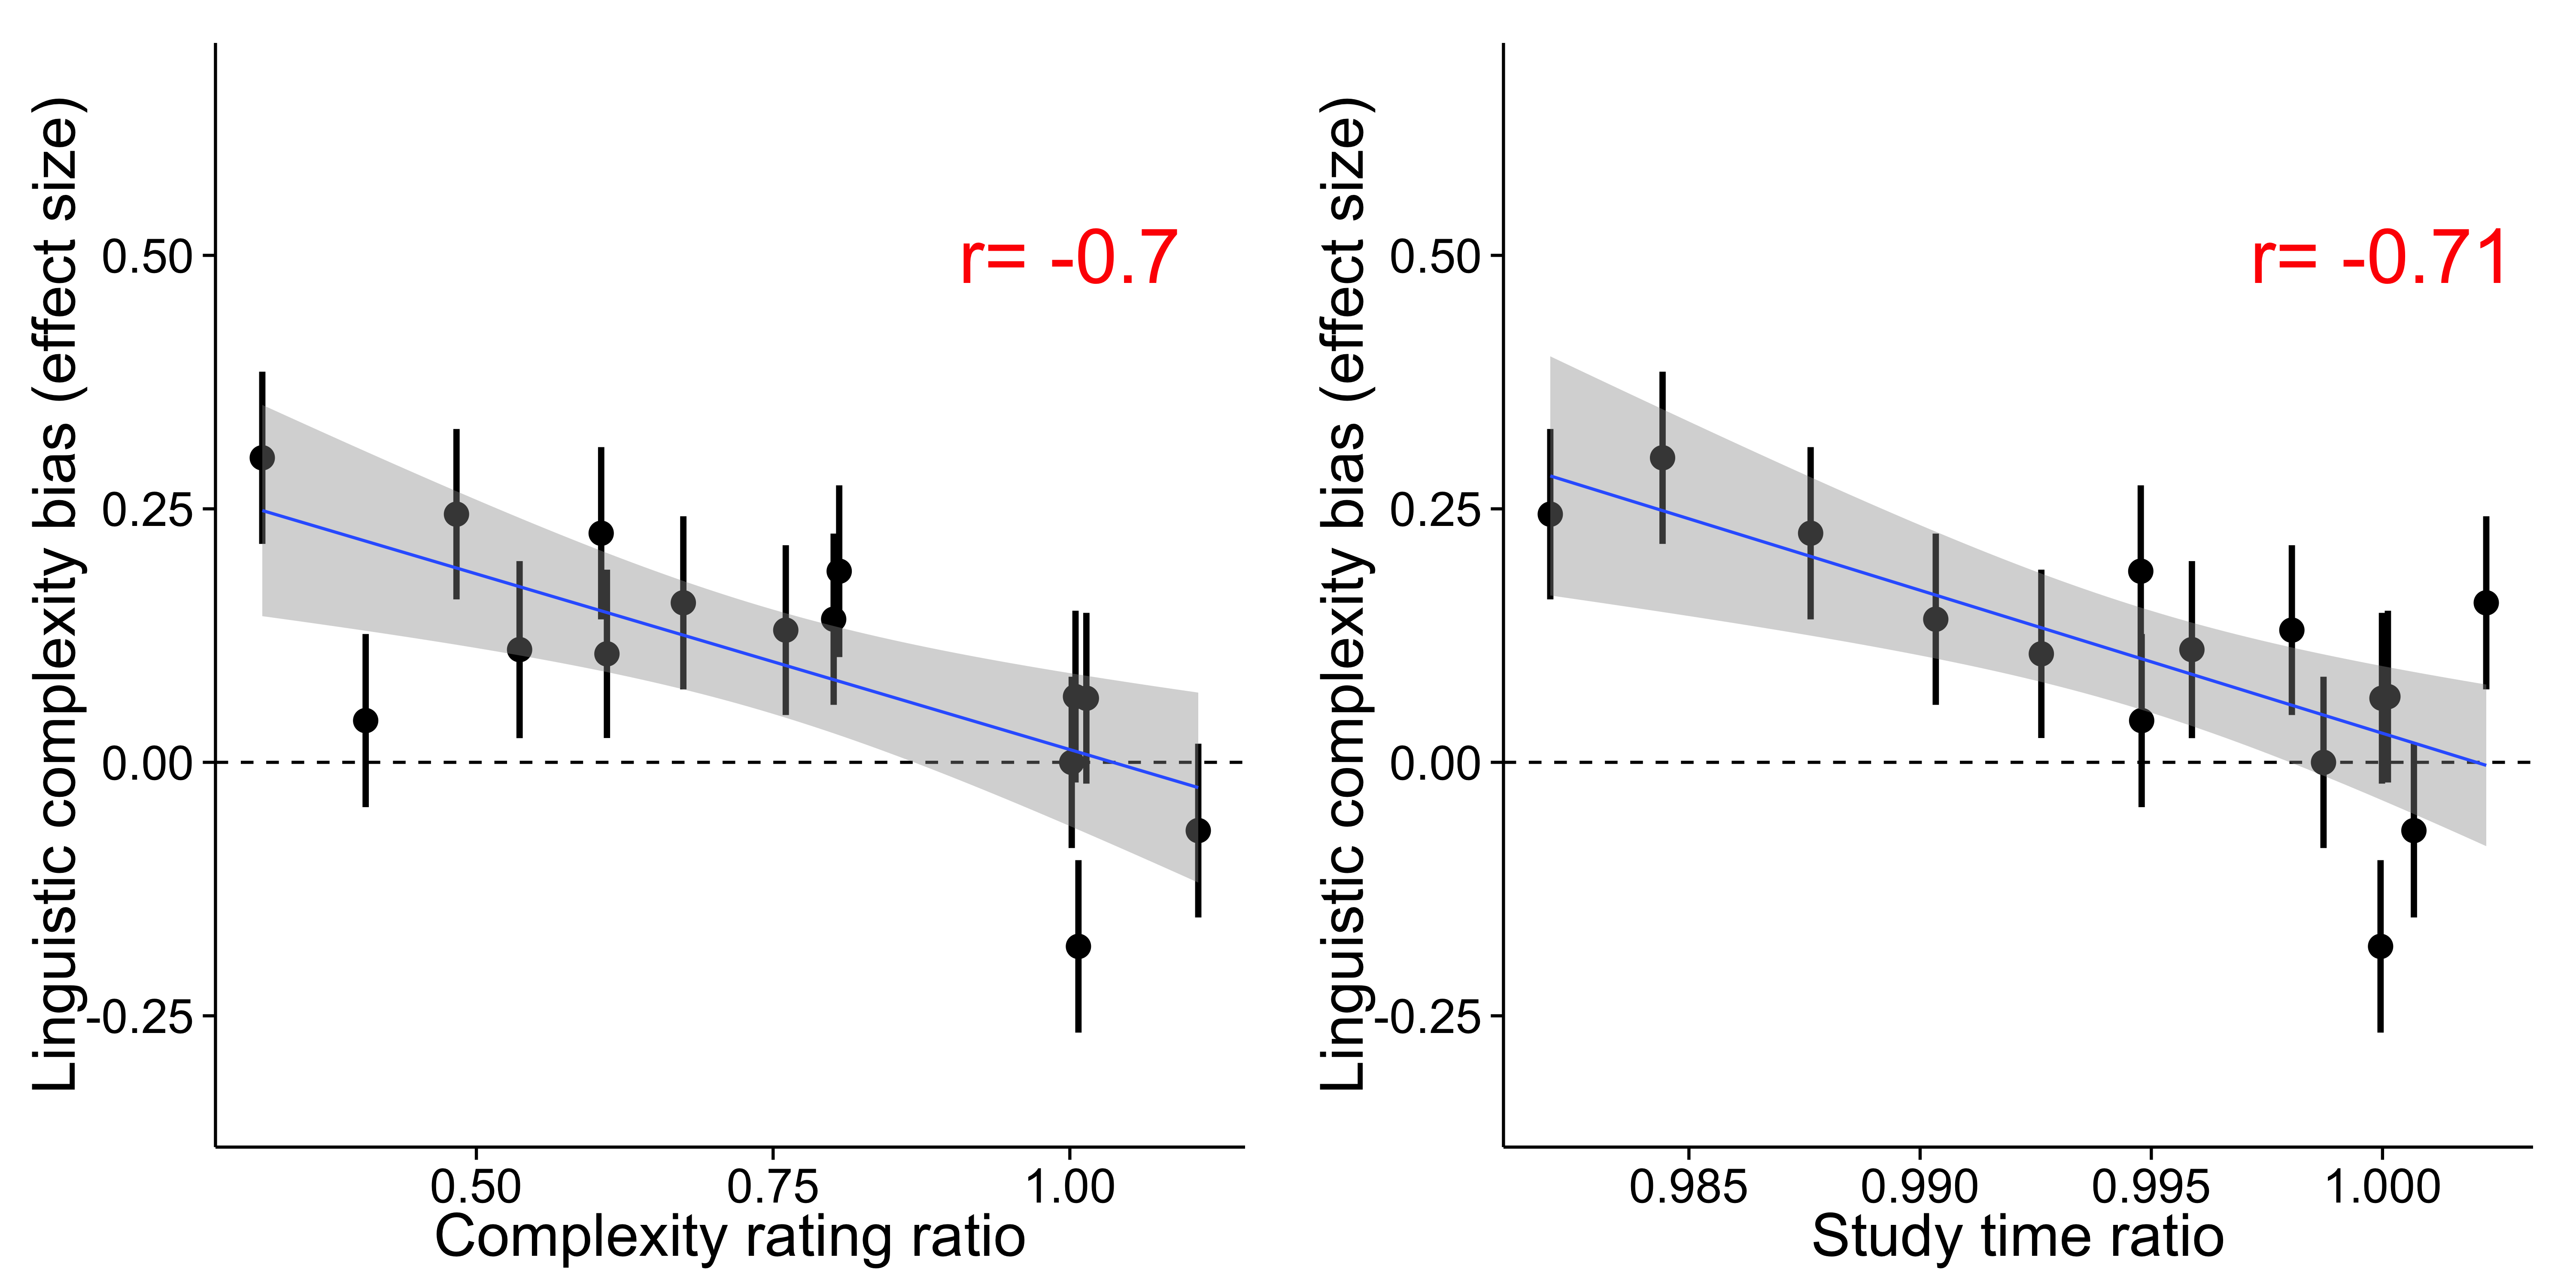 Linguistic complexity bias (effect size)
0.50
0.25
0.00
-0.25
r= -0.7
0.50 0.75 1.00
Complexity rating ratio
Linguistic complexity bias (effect size)
0.50
0.25
0.00
-0.25
r= -0.71
0.985 0.990 0.995 1.000
Study time ratio